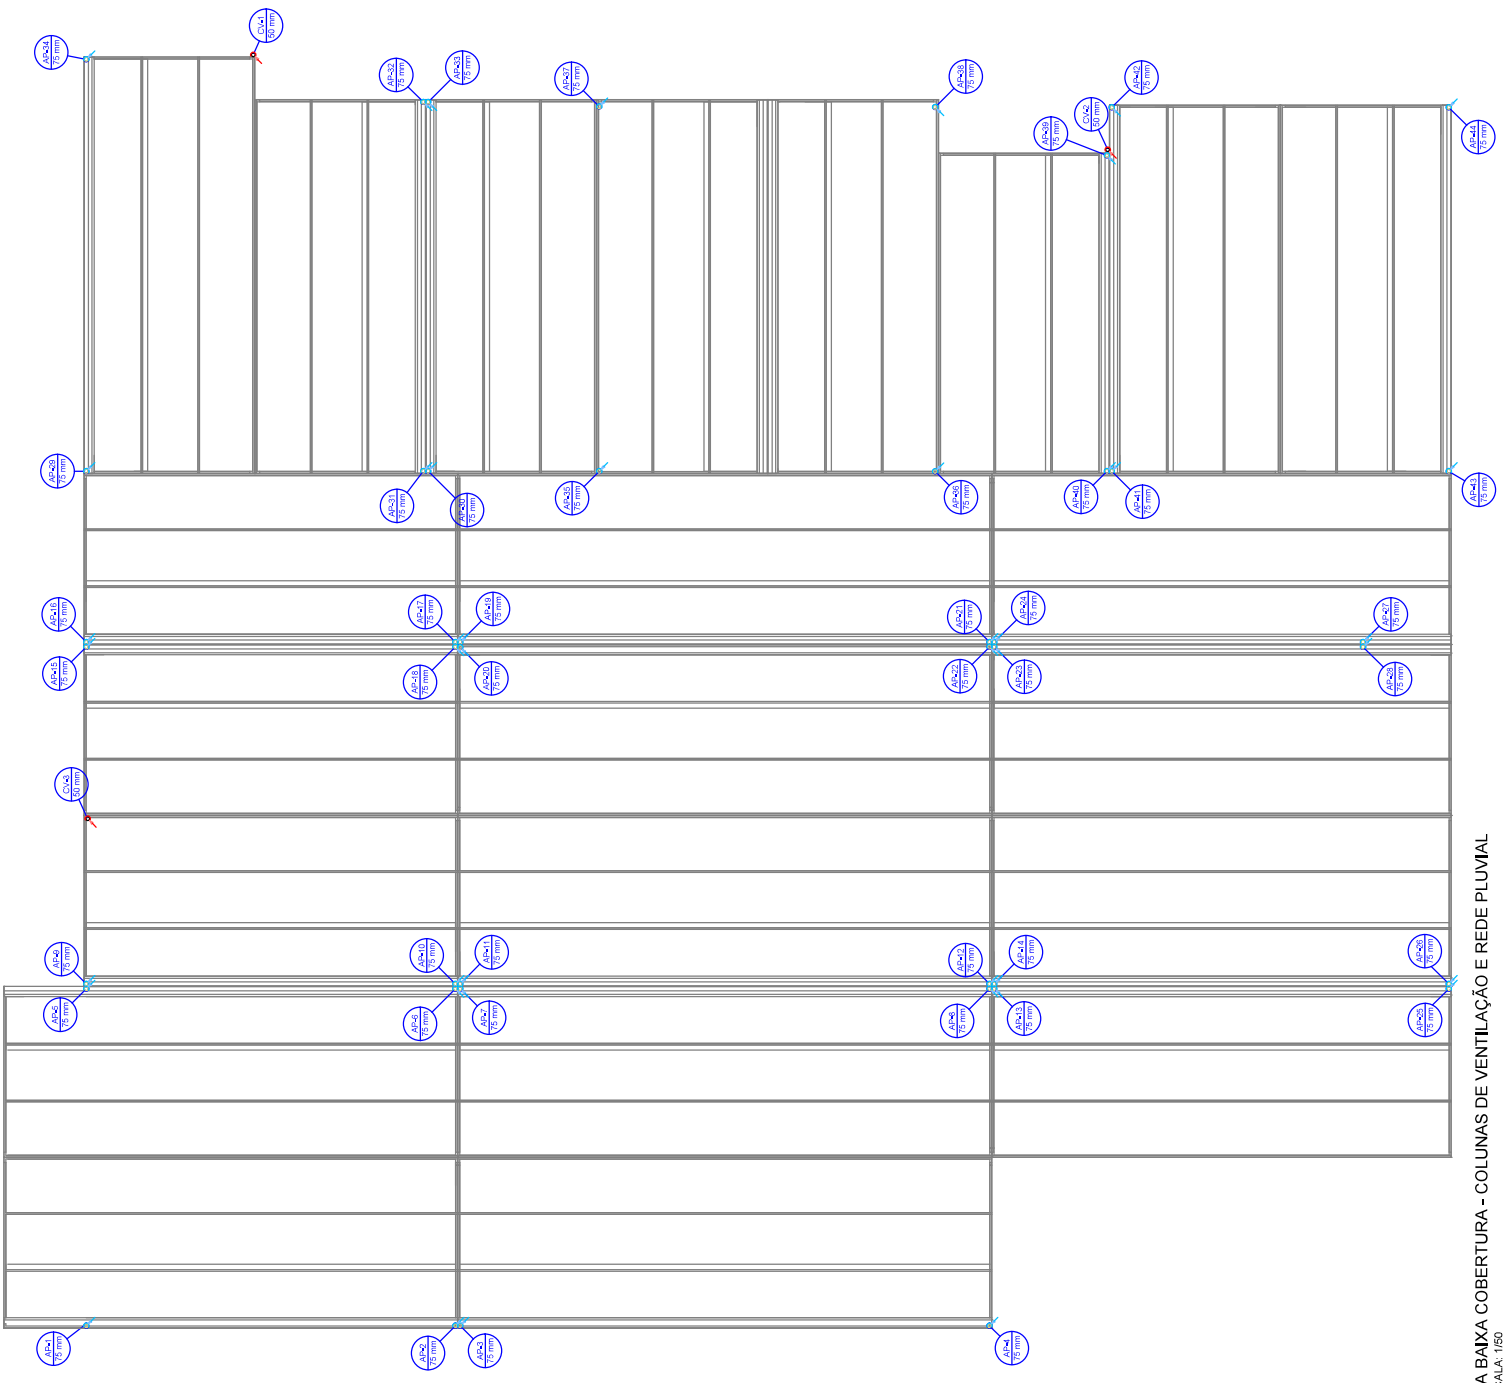 AP-34
75 mm
CV-1
50 mm
AP-32
75 mm
AP-33
75 mm
AP-37
75 mm
AP-38
75 mm
AP-39
75 mm
CV-2
50 mm
AP-42
75 mm
AP-44
75 mm
AP-29
75 mm
AP-31
75 mm
AP-30
75 mm
AP-35
75 mm
AP-36
75 mm
AP-40
75 mm
AP-41
75 mm
AP-43
75 mm
AP-16
75 mm
AP-15
75 mm
AP-17
75 mm
AP-19
75 mm
AP-18
75 mm
AP-20
75 mm
AP-21
75 mm
AP-24
75 mm
AP-22
75 mm
AP-23
75 mm
AP-27
75 mm
AP-28
75 mm
CV-3
50 mm
AP-9
75 mm
AP-5
75 mm
AP-10
75 mm
AP-11
75 mm
AP-6
75 mm
AP-7
75 mm
AP-12
75 mm
AP-14
75 mm
AP-8
75 mm
AP-13
75 mm
AP-26
75 mm
AP-25
75 mm
AP-1
75 mm
AP-2
75 mm
AP-3
75 mm
AP-4
75 mm
A BAIXA COBERTURA - COLUNAS DE VENTILAÇÃO E REDE PLUVIAL
CALA: 1/50